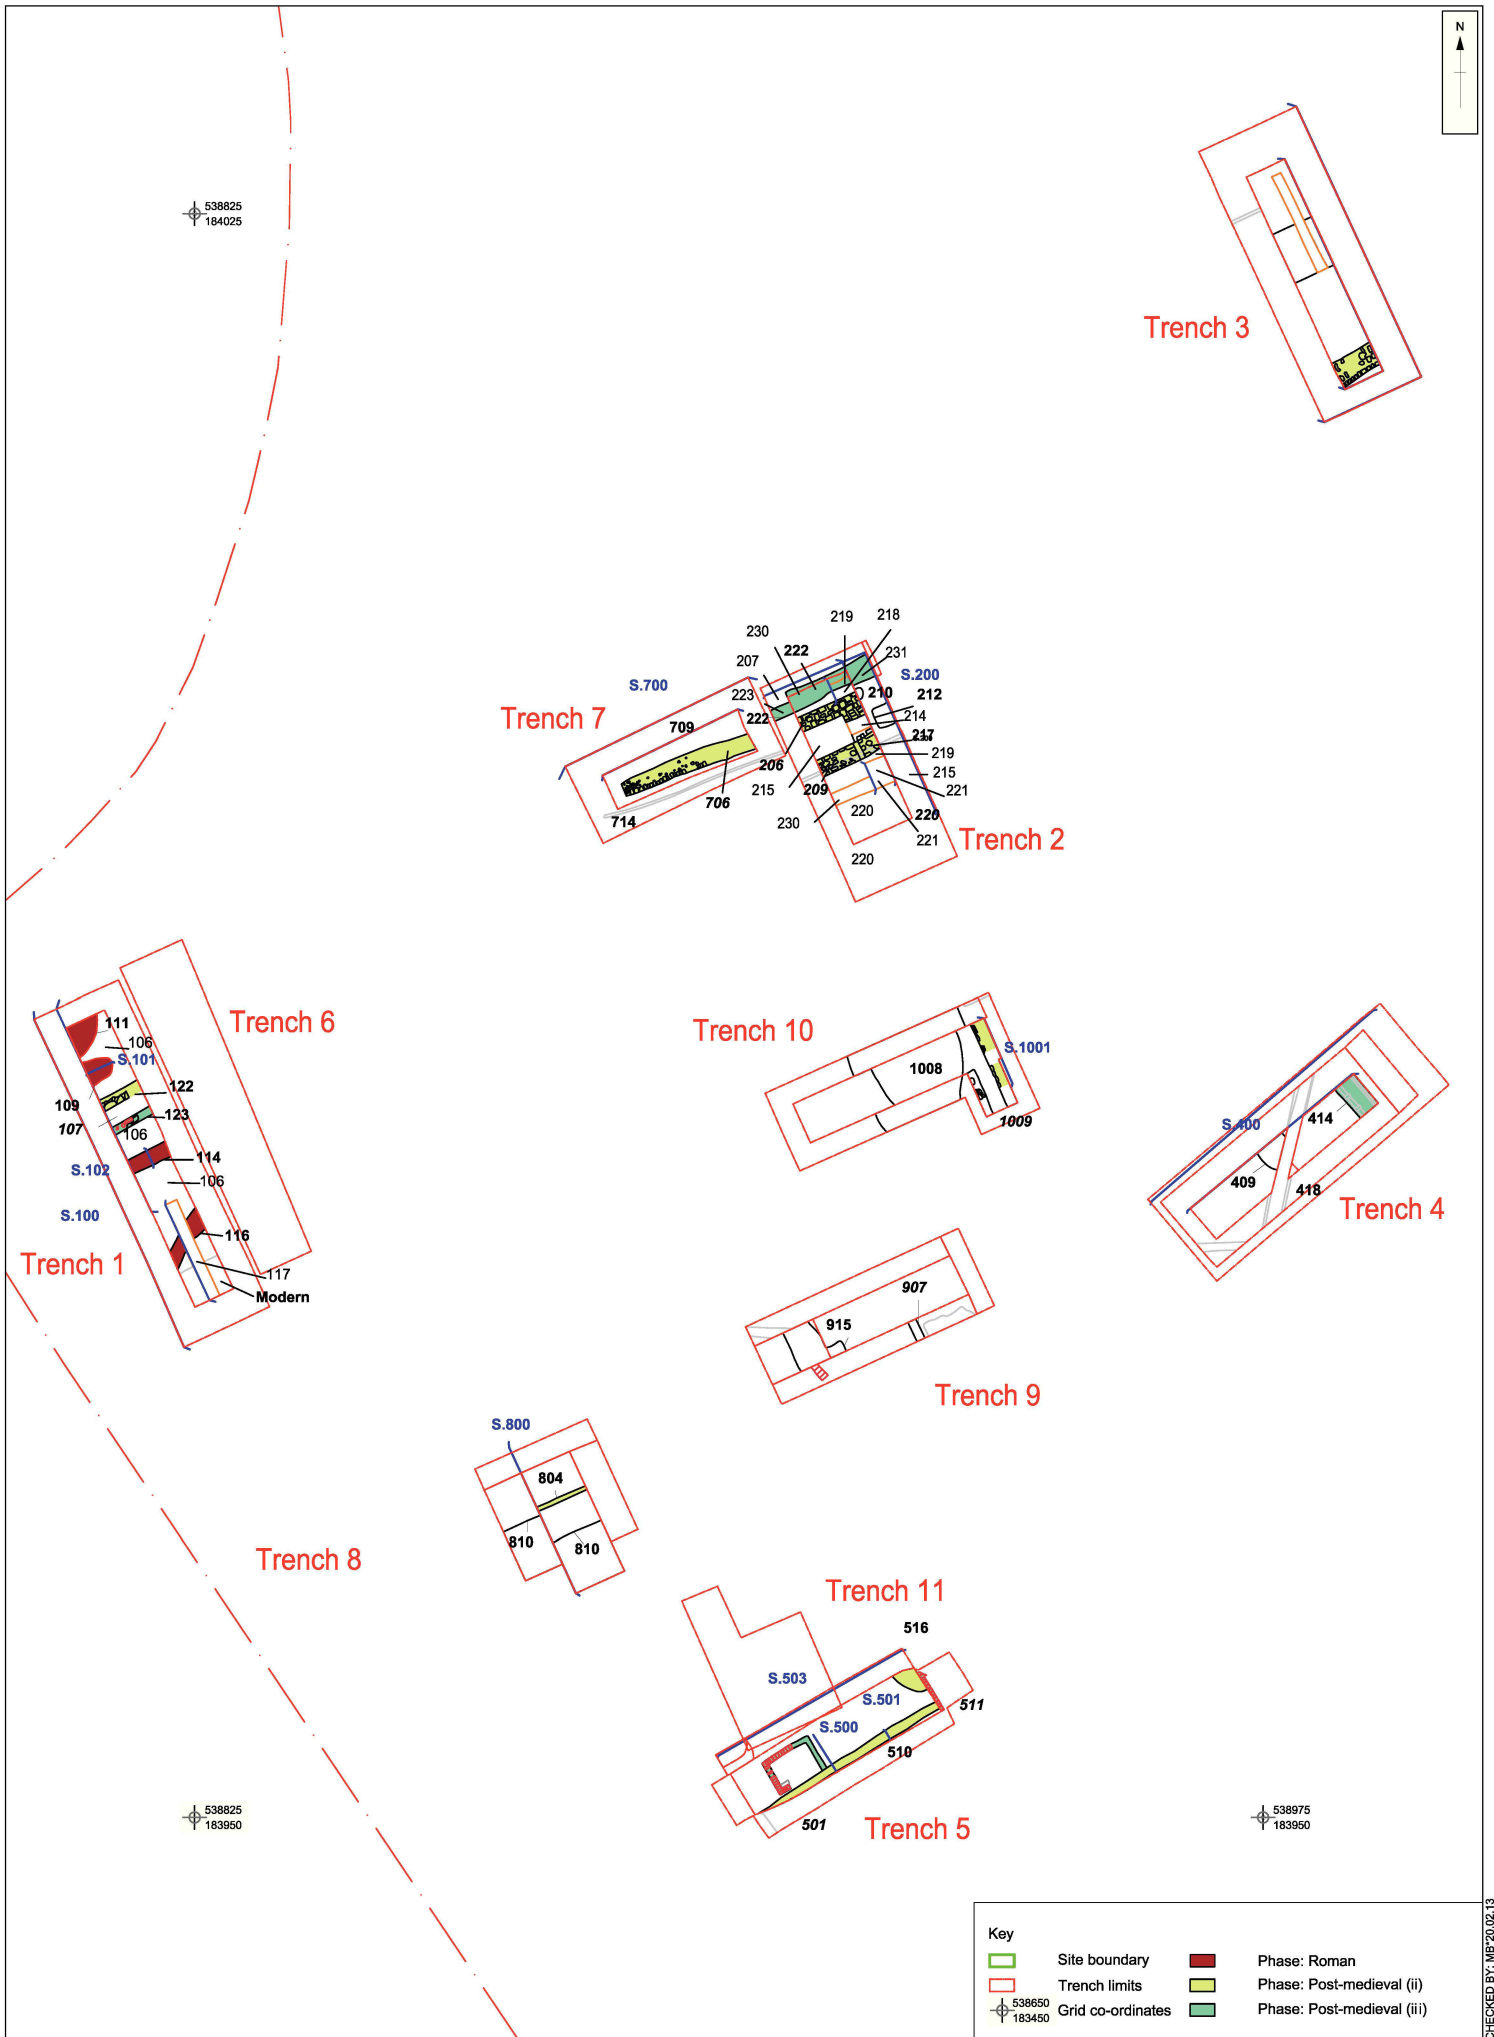 N
538825
184025
Trench 3
219
218
230
222
231
207
S.200
S.700
223
210
212
222
214
Trench 7
709
217
219
206
215
215
209
706
221
714
230
220
220
221
Trench 2
220
111
Trench 6
106
S.101
122
109
123
107
106
114
S.102
106
S.100
116
Trench 1
117
Modern
Trench 10
S.1001
1008
1009
S.400
414
409
418
Trench 4
907
915
Trench 9
S.800
804
810
810
Trench 8
Trench 11
516
S.503
S.501
511
S.500
510
501
Trench 5
538825
183950
538975
183950
Key
Site boundary
Phase: Roman
Trench limits
Phase: Post-medieval (ii)
538650
183450
Grid co-ordinates
Phase: Post-medieval (iii)
CHECKED BY: MB*20.02.13